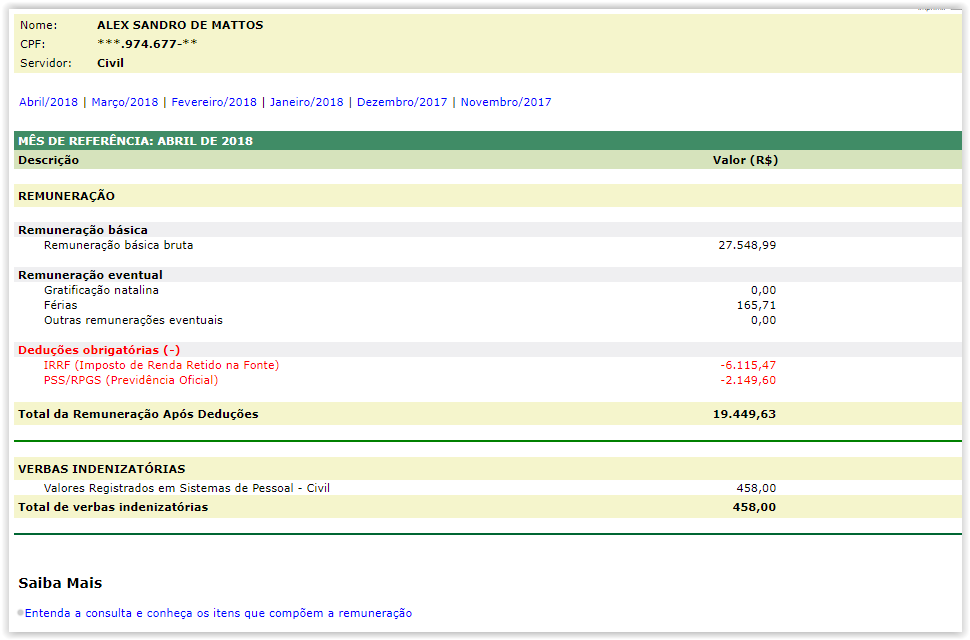 Nome: ALEX SANDRO DE MATTOS
CPF: ***.974.677-**
Servidor: Civil
Abril/2018 | Março/2018 | Fevereiro/2018 | Janeiro/2018 | Dezembro/2017 | Novembro/2017
MÊS DE REFERÊNCIA: ABRIL DE 2018
Descrição Valor (R$)
REMUNERAÇÃO
Remuneração básica
Remuneração básica bruta 27.548,99
Remuneração eventual
Gratificação natalina 0,00
Férias 165,71
Outras remunerações eventuais 0,00
Deduções obrigatórias (-)
IRRF (Imposto de Renda Retido na Fonte) -6.115,47
PSS/RPGS (Previdência Oficial) -2.149,60
Total da Remuneração Após Deduções 19.449,63
VERBAS INDENIZATÓRIAS
Valores Registrados em Sistemas de Pessoal - Civil 458,00
Total de verbas indenizatórias 458,00
Saiba Mais
Entenda a consulta e conheça os itens que compõem a remuneração